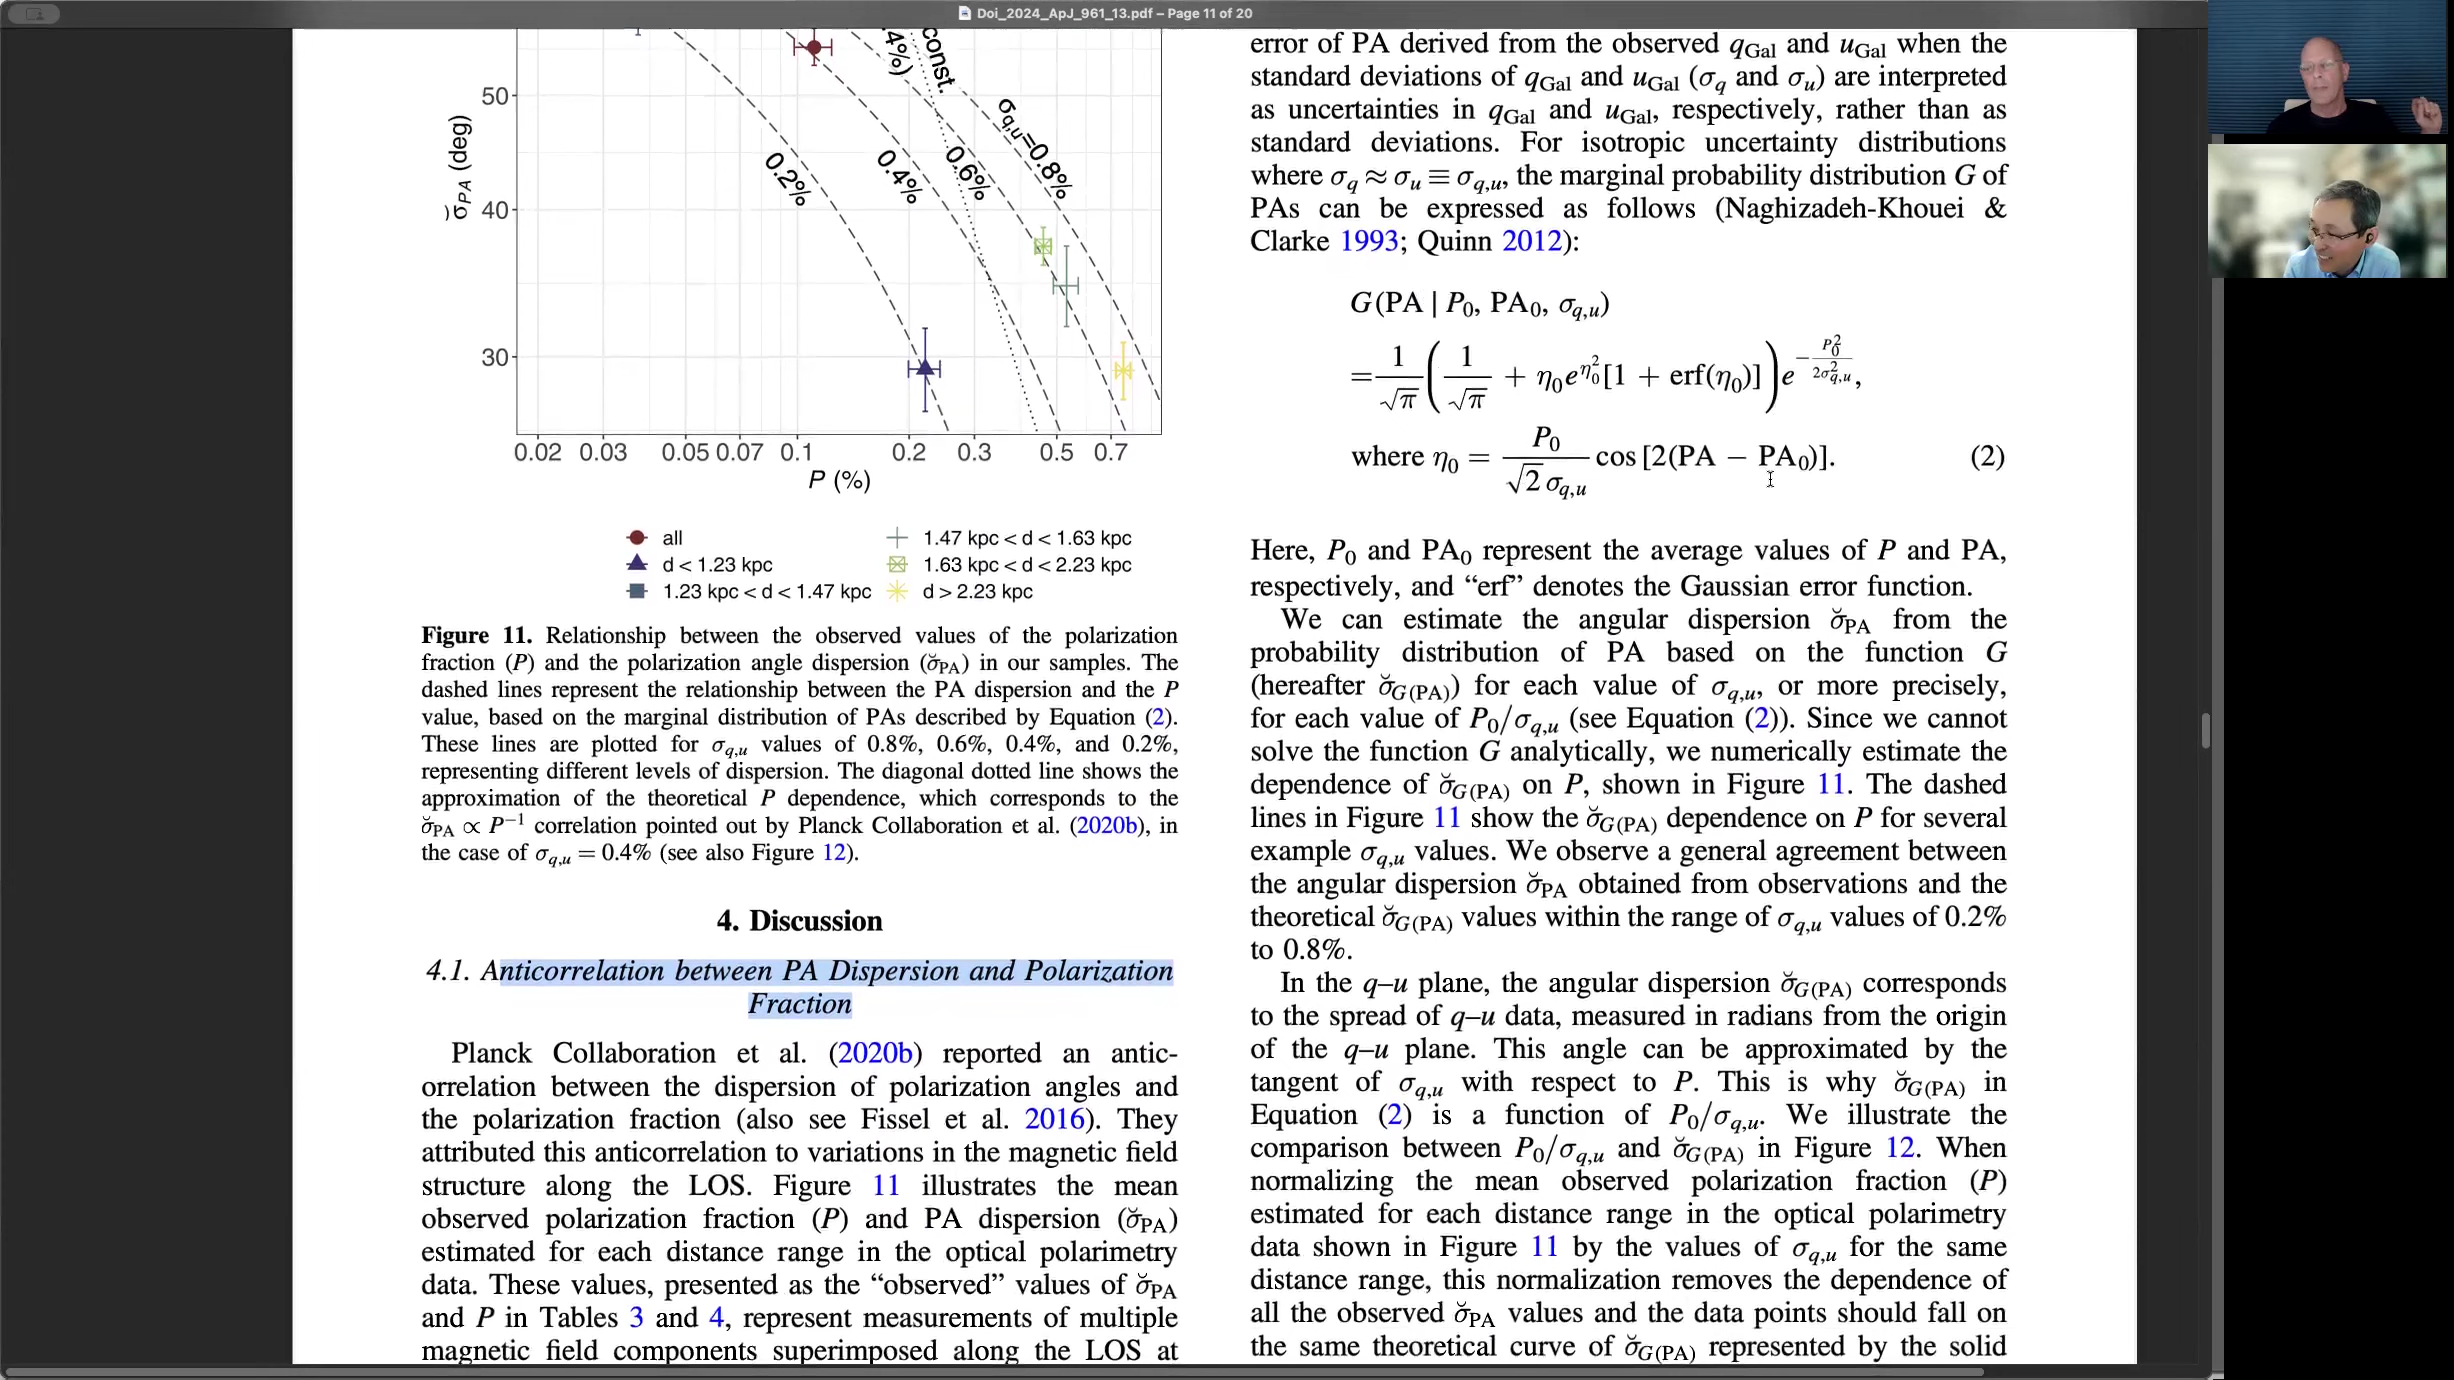 Doi_2024_ApJ_961_13.pdf – Page 11 of 20
4%)
const.
σq,u=0.8%
0.6%
0.4%
0.2%
50
40
30
σ̆PA (deg)
0.02 0.03 0.05 0.07 0.1 0.2 0.3 0.5 0.7
P (%)
all
d < 1.23 kpc
1.23 kpc < d < 1.47 kpc
1.47 kpc < d < 1.63 kpc
1.63 kpc < d < 2.23 kpc
d > 2.23 kpc
Figure 11. Relationship between the observed values of the polarization
fraction (P) and the polarization angle dispersion (σ̆PA) in our samples. The
dashed lines represent the relationship between the PA dispersion and the P
value, based on the marginal distribution of PAs described by Equation (2).
These lines are plotted for σq,u values of 0.8%, 0.6%, 0.4%, and 0.2%,
representing different levels of dispersion. The diagonal dotted line shows the
approximation of the theoretical P dependence, which corresponds to the
σ̆PA ∝ P⁻¹ correlation pointed out by Planck Collaboration et al. (2020b), in
the case of σq,u = 0.4% (see also Figure 12).
4. Discussion
4.1. Anticorrelation between PA Dispersion and Polarization
Fraction
Planck Collaboration et al. (2020b) reported an antic-
orrelation between the dispersion of polarization angles and
the polarization fraction (also see Fissel et al. 2016). They
attributed this anticorrelation to variations in the magnetic field
structure along the LOS. Figure 11 illustrates the mean
observed polarization fraction (P) and PA dispersion (σ̆PA)
estimated for each distance range in the optical polarimetry
data. These values, presented as the “observed” values of σ̆PA
and P in Tables 3 and 4, represent measurements of multiple
magnetic field components superimposed along the LOS at
error of PA derived from the observed qGal and uGal when the
standard deviations of qGal and uGal (σq and σu) are interpreted
as uncertainties in qGal and uGal, respectively, rather than as
standard deviations. For isotropic uncertainty distributions
where σq ≈ σu ≡ σq,u, the marginal probability distribution G of
PAs can be expressed as follows (Naghizadeh-Khouei &
Clarke 1993; Quinn 2012):
G(PA | P0, PA0, σq,u)
= 1/√π (1/√π + η0e^(η0²)[1 + erf(η0)]) e^(−P0²/2σ²q,u),
where η0 = P0/(√2 σq,u) cos [2(PA − PA0)]. (2)
Here, P0 and PA0 represent the average values of P and PA,
respectively, and “erf” denotes the Gaussian error function.
We can estimate the angular dispersion σ̆PA from the
probability distribution of PA based on the function G
(hereafter σ̆G(PA)) for each value of σq,u, or more precisely,
for each value of P0/σq,u (see Equation (2)). Since we cannot
solve the function G analytically, we numerically estimate the
dependence of σ̆G(PA) on P, shown in Figure 11. The dashed
lines in Figure 11 show the σ̆G(PA) dependence on P for several
example σq,u values. We observe a general agreement between
the angular dispersion σ̆PA obtained from observations and the
theoretical σ̆G(PA) values within the range of σq,u values of 0.2%
to 0.8%.
In the q–u plane, the angular dispersion σ̆G(PA) corresponds
to the spread of q–u data, measured in radians from the origin
of the q–u plane. This angle can be approximated by the
tangent of σq,u with respect to P. This is why σ̆G(PA) in
Equation (2) is a function of P0/σq,u. We illustrate the
comparison between P0/σq,u and σ̆G(PA) in Figure 12. When
normalizing the mean observed polarization fraction (P)
estimated for each distance range in the optical polarimetry
data shown in Figure 11 by the values of σq,u for the same
distance range, this normalization removes the dependence of
all the observed σ̆PA values and the data points should fall on
the same theoretical curve of σ̆G(PA) represented by the solid